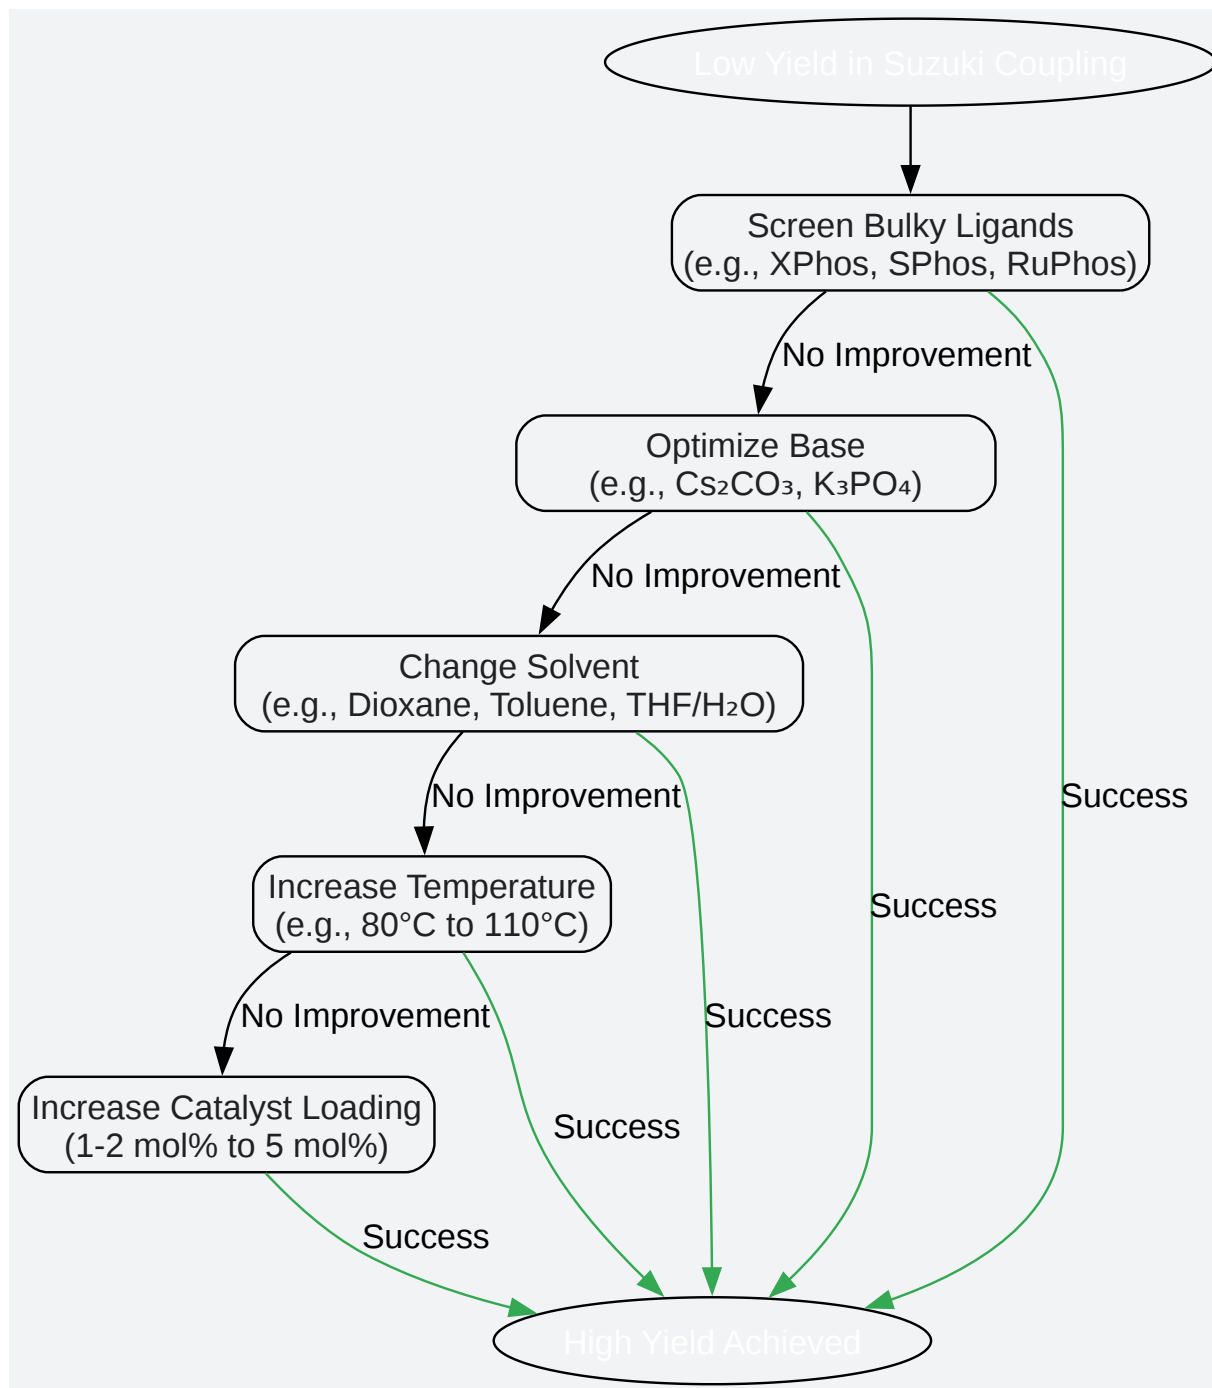 Low Yield in Suzuki Coupling
Screen Bulky Ligands
(e.g., XPhos, SPhos, RuPhos)
No Improvement
Optimize Base
(e.g., Cs₂CO₃, K₃PO₄)
No Improvement
Change Solvent
(e.g., Dioxane, Toluene, THF/H₂O)
No Improvement
Success
Increase Temperature
(e.g., 80°C to 110°C)
Success
No Improvement
Success
Increase Catalyst Loading
(1-2 mol% to 5 mol%)
Success
Success
High Yield Achieved